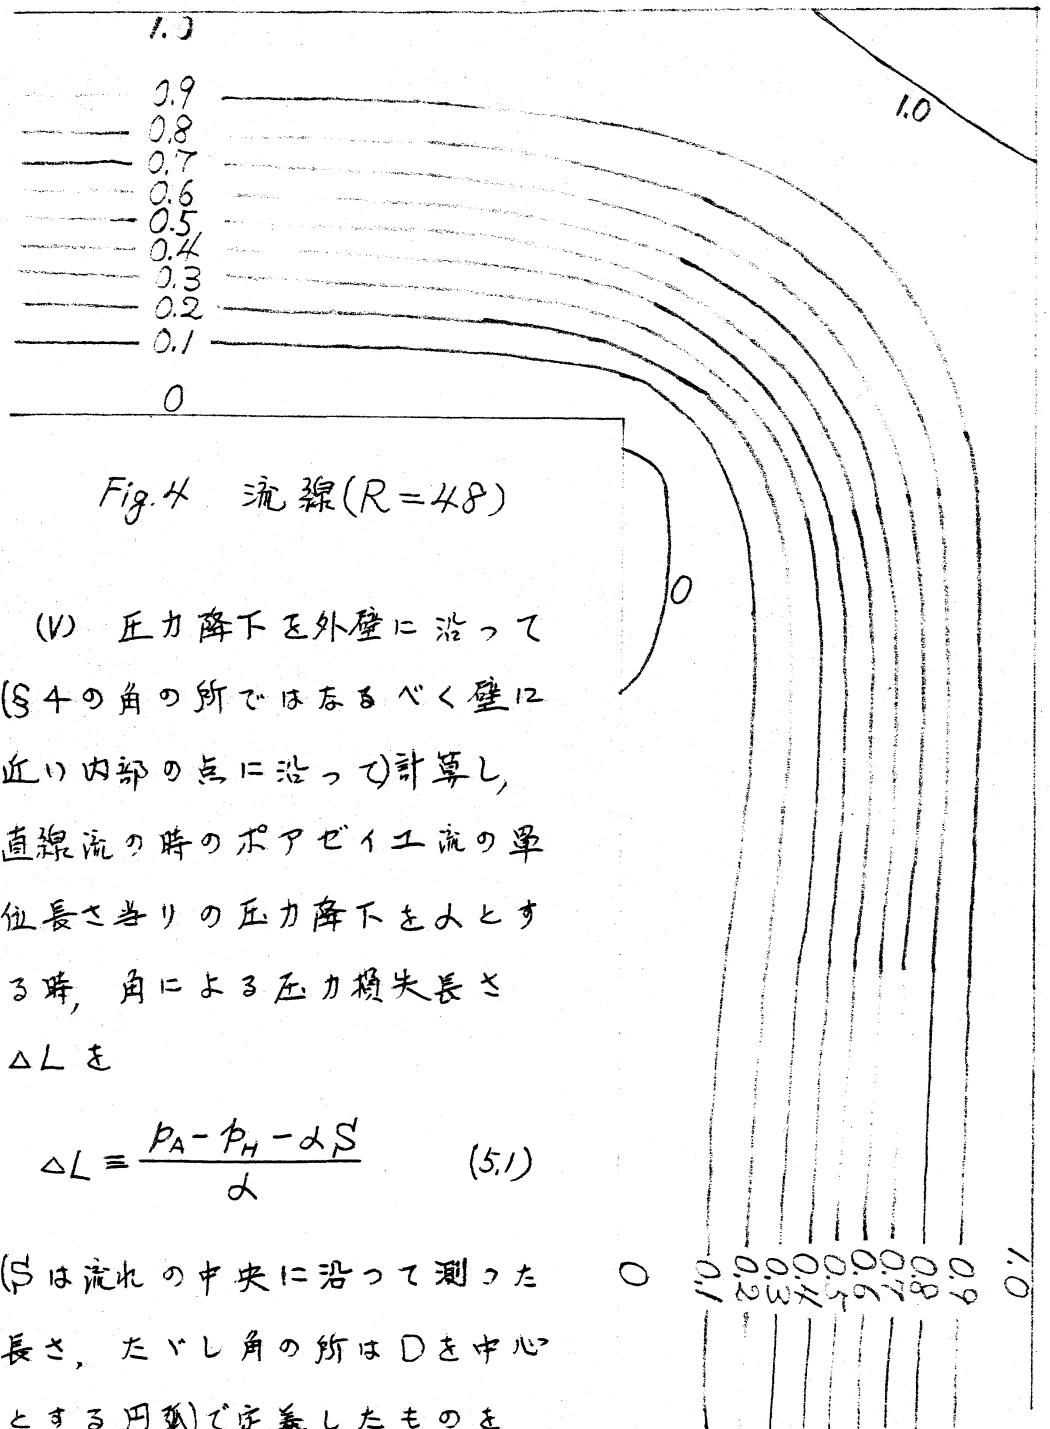 1.0
0.9
0.8
0.7
0.6
0.5
0.4
0.3
0.2
0.1
0
1.0
Fig.4 流線(R=48)
0
(V) 圧力降下を外壁に沿って
(§4の角の所ではなるべく壁に
近い内部の点に沿って)計算し,
直線流の時のポアゼイユ流の単
位長さ当りの圧力降下をαとす
る時, 角による圧力損失長さ
△Lを
△L ≡ (p_A - p_H - αS)/α (5.1)
(Sは流れの中央に沿って測った
長さ, たゞし角の所はDを中心
とする円弧)で定義したものを
0
0.1
0.2
0.3
0.4
0.5
0.6
0.7
0.8
0.9
1.0